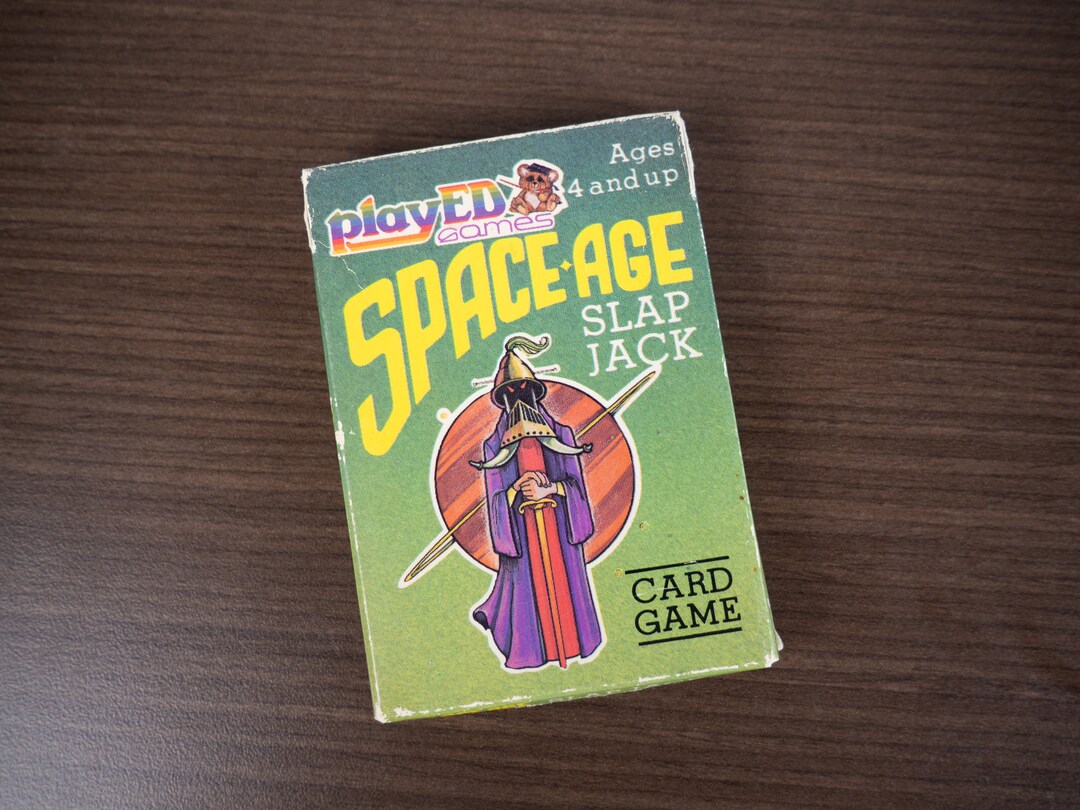 Ages
4 and up
playED
Games
SPACE-AGE
SLAP
JACK
CARD
GAME